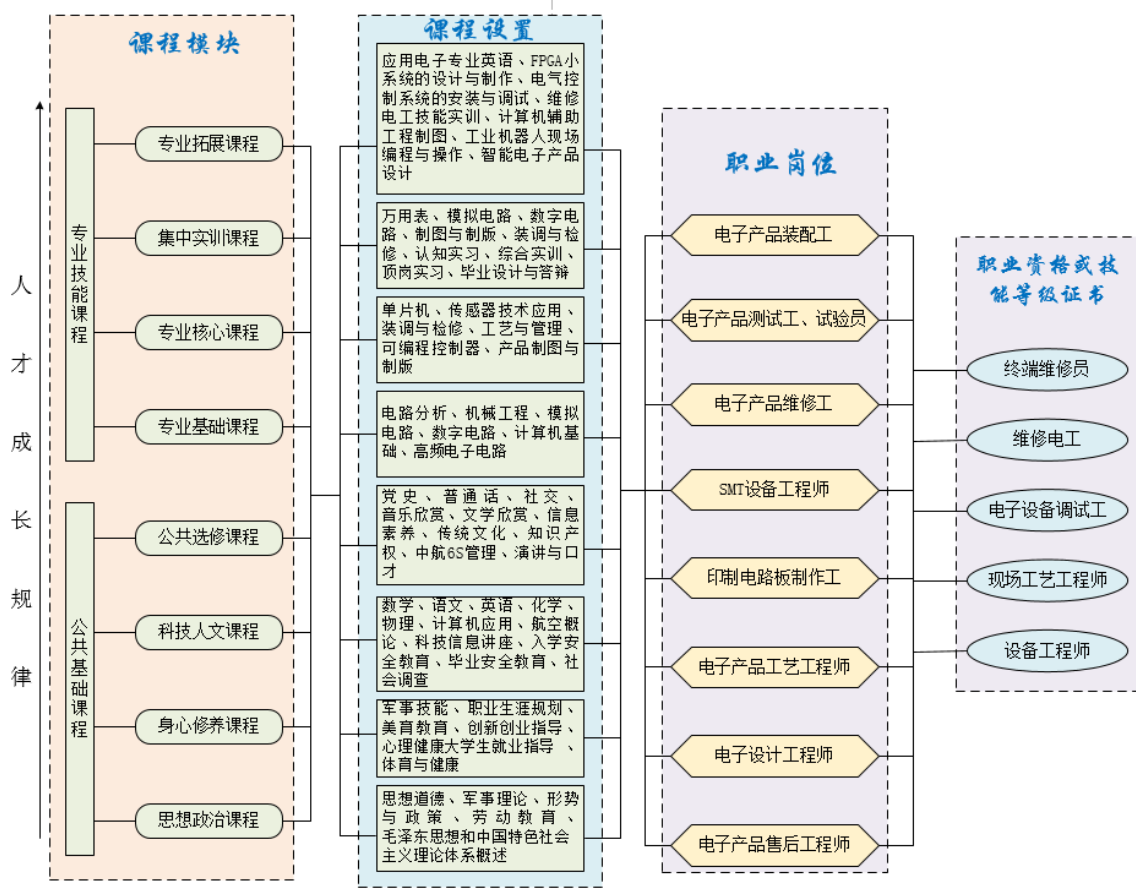 课程模块
专业技能课程
专业拓展课程
集中实训课程
专业核心课程
专业基础课程
公共基础课程
公共选修课程
科技人文课程
身心修养课程
思想政治课程
人才成长规律
课程设置
应用电子专业英语、FPGA小
系统的设计与制作、电气控
制系统的安装与调试、维修
电工技能实训、计算机辅助
工程制图、工业机器人现场
编程与操作、智能电子产品
设计
万用表、模拟电路、数字电
路、制图与制版、装调与检
修、认知实习、综合实训、
顶岗实习、毕业设计与答辩
单片机、传感器技术应用、
装调与检修、工艺与管理、
可编程控制器、产品制图与
制版
电路分析、机械工程、模拟
电路、数字电路、计算机基
础、高频电子电路
党史、普通话、社交、
音乐欣赏、文学欣赏、信息
素养、传统文化、知识产
权、中航6S管理、演讲与口
才
数学、语文、英语、化学、
物理、计算机应用、航空概
论、科技信息讲座、入学安
全教育、毕业安全教育、社
会调查
军事技能、职业生涯规划、
美育教育、创新创业指导、
心理健康大学生就业指导、
体育与健康
思想道德、军事理论、形势
与政策、劳动教育、
毛泽东思想和中国特色社会
主义理论体系概述
职业岗位
电子产品装配工
电子产品测试工、试验员
电子产品维修工
SMT设备工程师
印制电路板制作工
电子产品工艺工程师
电子设计工程师
电子产品售后工程师
职业资格或技
能等级证书
终端维修员
维修电工
电子设备调试工
现场工艺工程师
设备工程师